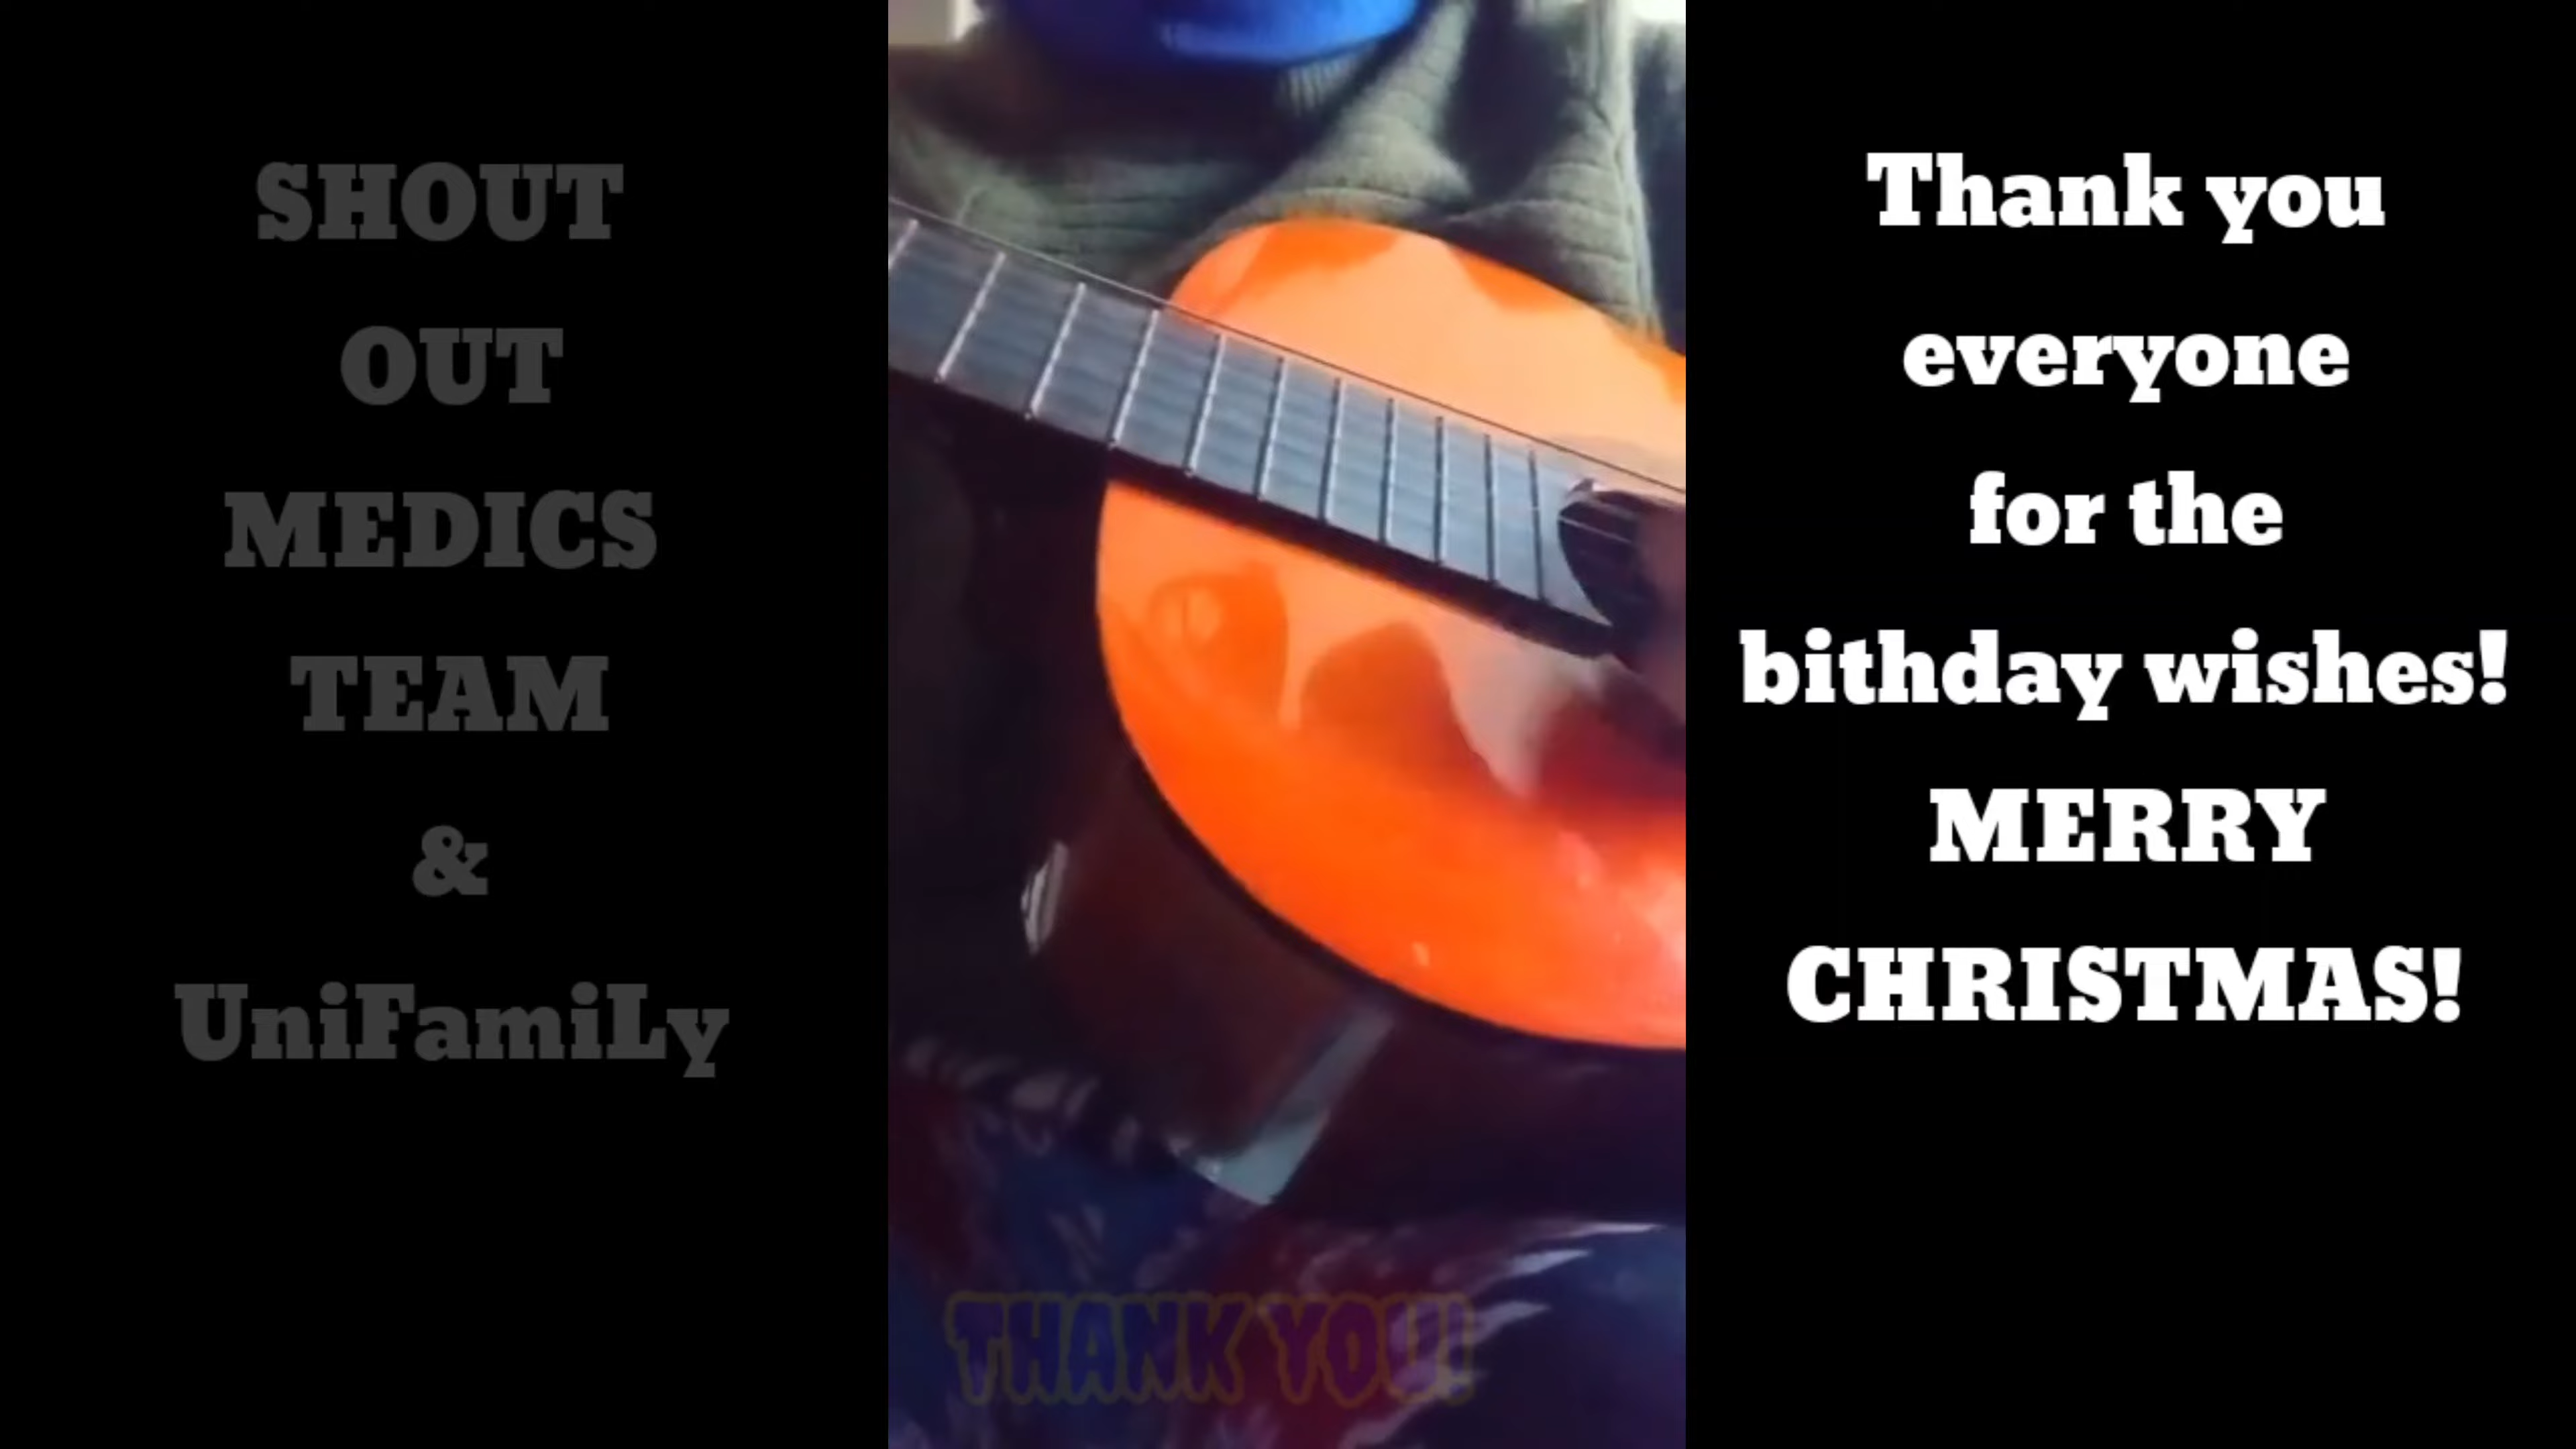 SHOUT
OUT
MEDICS
TEAM
&
UniFamiLy
THANK YOU!
Thank you
everyone
for the
bithday wishes!
MERRY
CHRISTMAS!